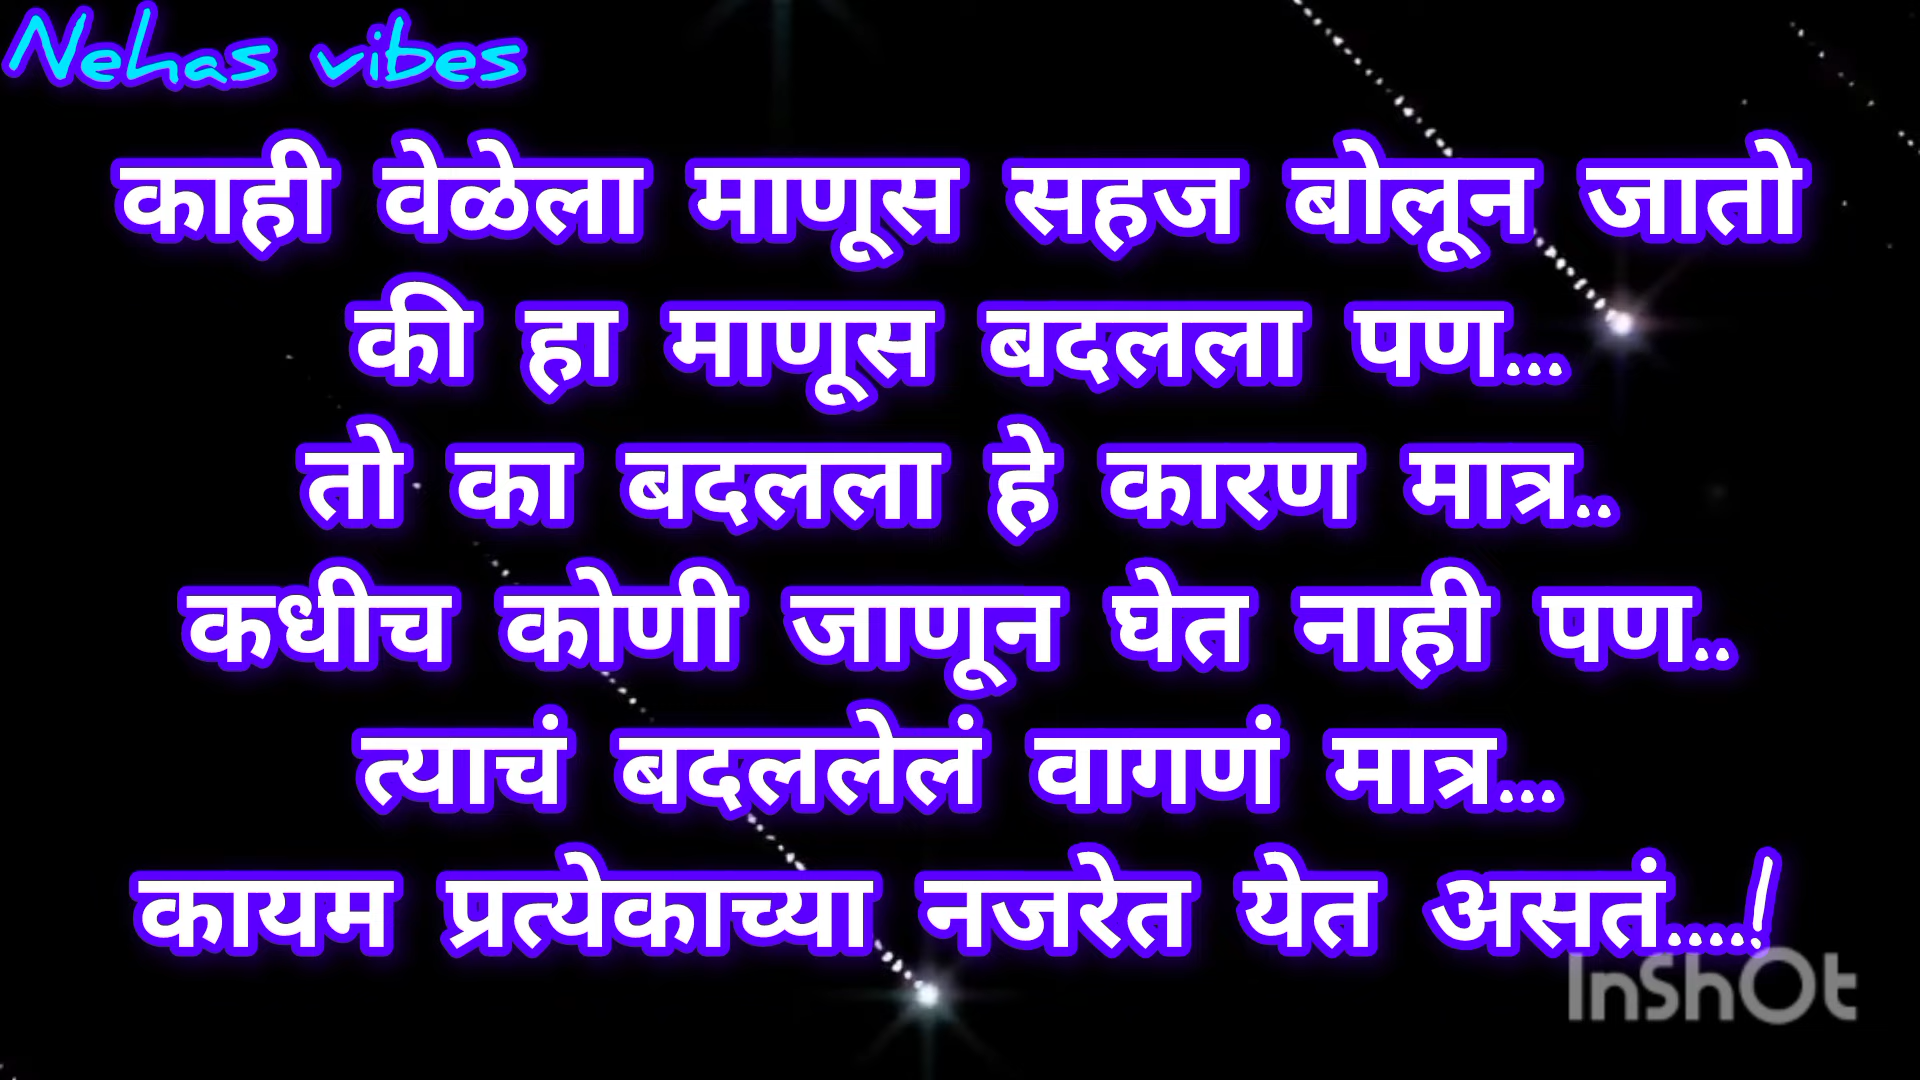 Nehas vibes
काही वेळेला माणूस सहज बोलून जातो
की हा माणूस बदलला पण...
तो का बदलला हे कारण मात्र..
कधीच कोणी जाणून घेत नाही पण..
त्याचं बदललेलं वागणं मात्र...
कायम प्रत्येकाच्या नजरेत येत असतं....!
InShOt